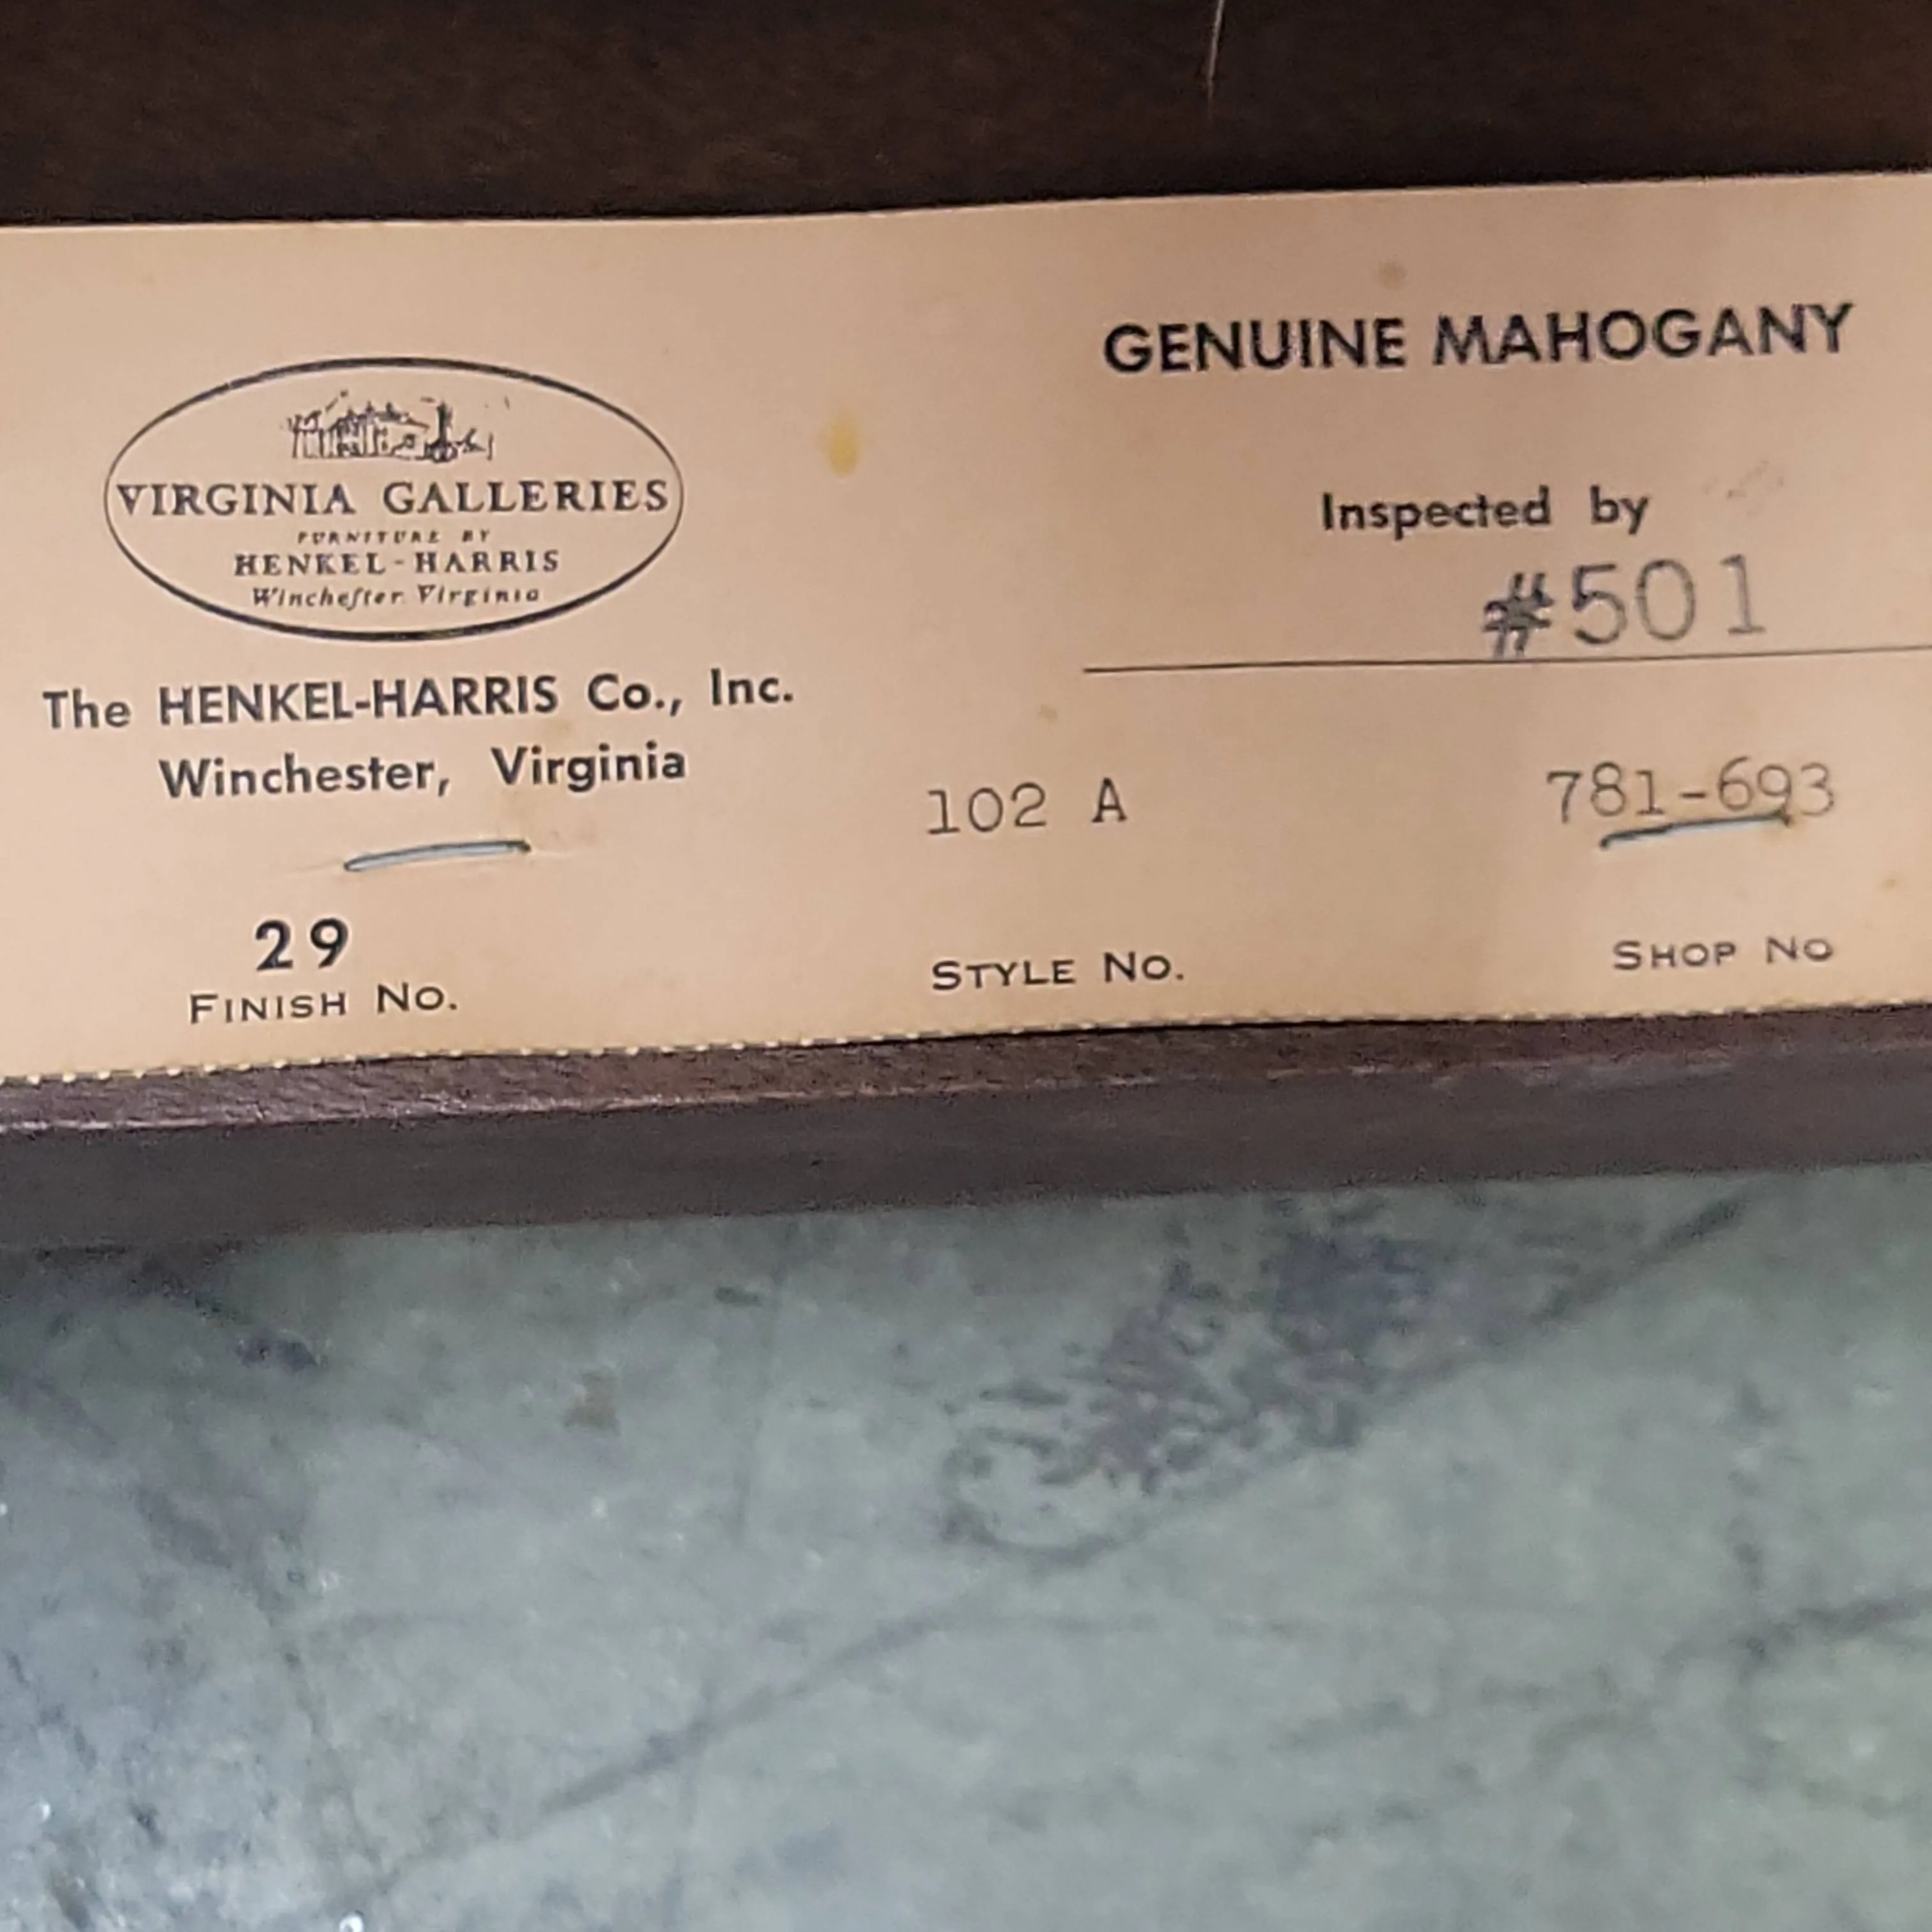 VIRGINIA GALLERIES
FURNITURE BY
HENKEL-HARRIS
Winchester Virginia
The HENKEL-HARRIS Co., Inc.
Winchester, Virginia
29
FINISH NO.
102 A
STYLE NO.
GENUINE MAHOGANY
Inspected by
#501
781-693
SHOP NO